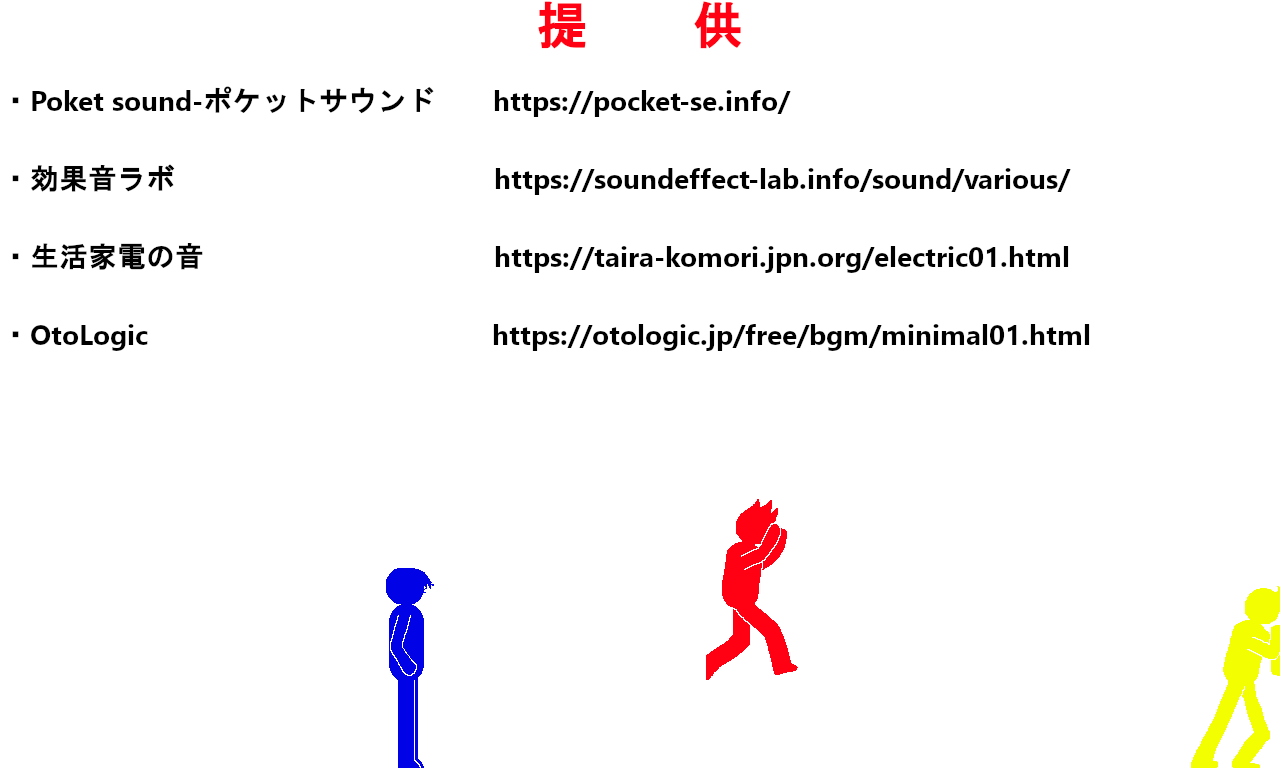 提 供
・Poket sound-ポケットサウンド https://pocket-se.info/
・効果音ラボ https://soundeffect-lab.info/sound/various/
・生活家電の音 https://taira-komori.jpn.org/electric01.html
・OtoLogic https://otologic.jp/free/bgm/minimal01.html